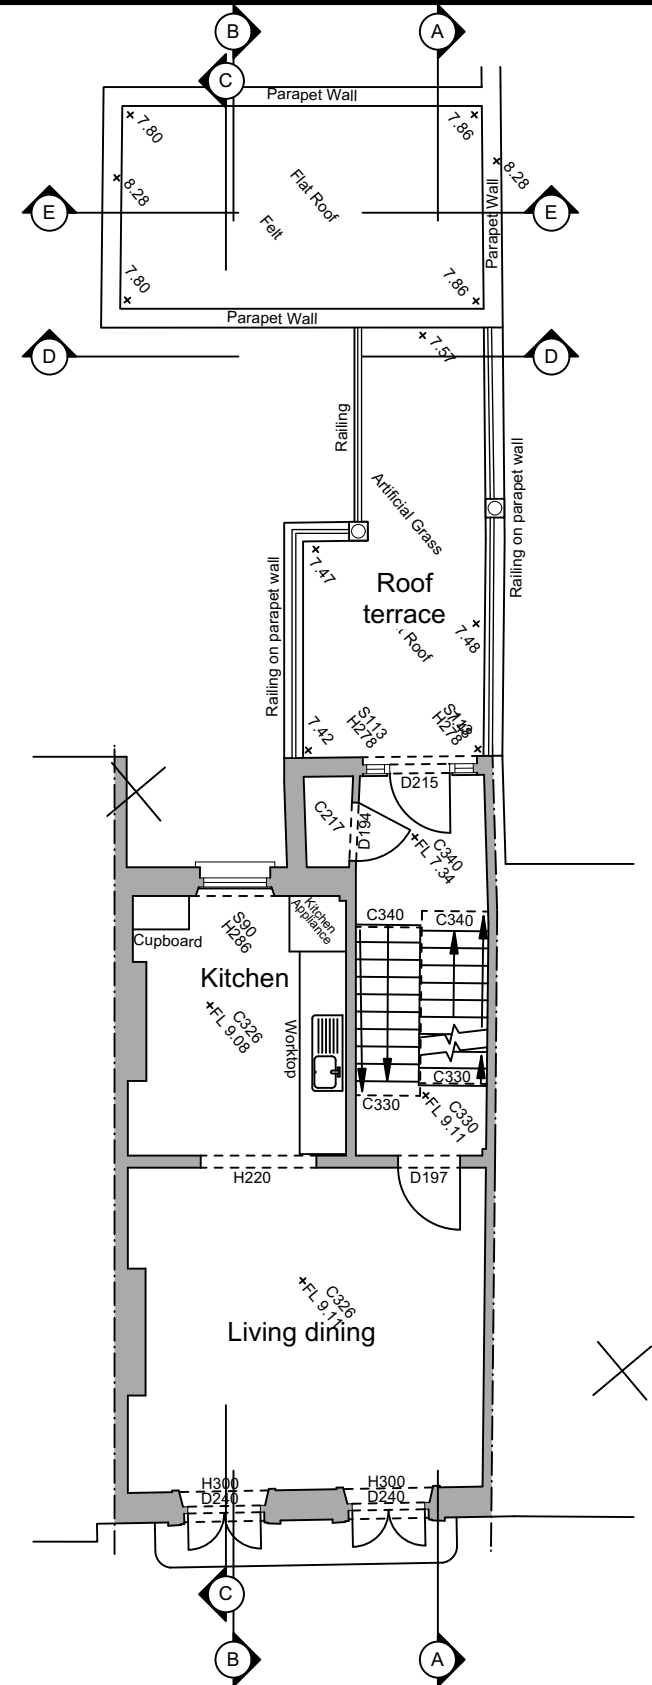 B
A
C
Parapet Wall
7.80
7.86
8.28
8.28
Flat Roof
Felt
Parapet Wall
E
E
7.80
7.86
Parapet Wall
D
D
7.57
Railing
Artificial Grass
Railing on parapet wall
7.47
Roof
terrace
7.48
Roof
Railing on parapet wall
7.42
S113
H278
S113
H278
D215
C217
D194
C340
FL 7.34
C340
C340
Cupboard
S90
H286
Kitchen
Appliance
Kitchen
C326
FL 9.08
Worktop
C330
C330
C330
FL 9.11
H220
D197
C326
FL 9.11
Living dining
H300
D240
H300
D240
C
B
A